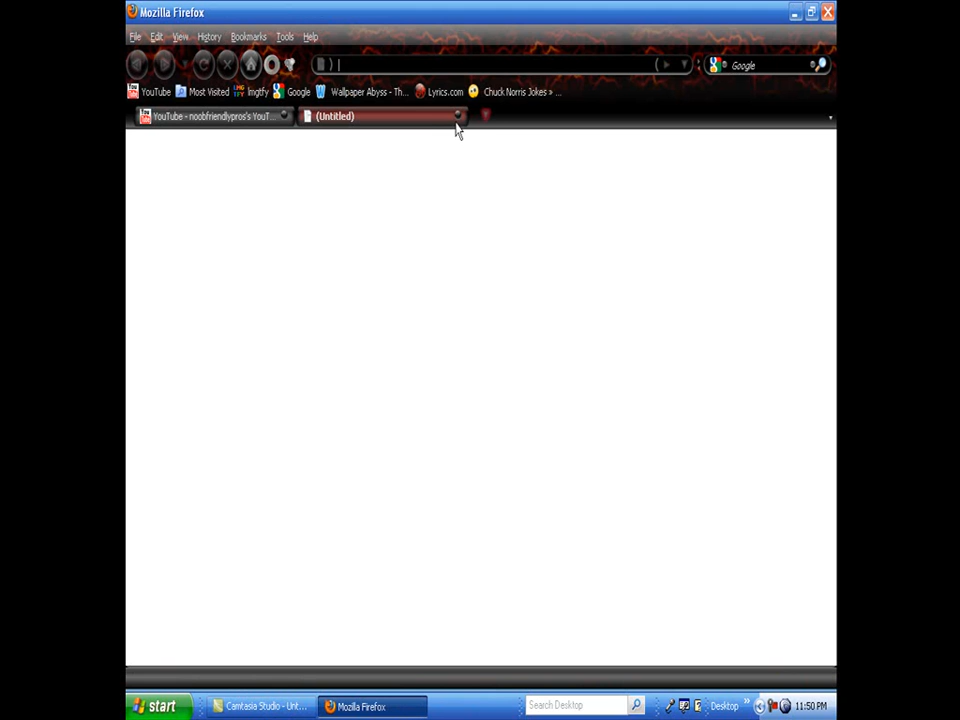 Mozilla Firefox
File Edit View History Bookmarks Tools Help
Google
YouTube Most Visited lmgtfy Google Wallpaper Abyss - Th... Lyrics.com Chuck Norris Jokes » ...
YouTube - noobfriendlypros's YouT... (Untitled)
start Camtasia Studio - Unt... Mozilla Firefox Search Desktop Desktop » 11:50 PM